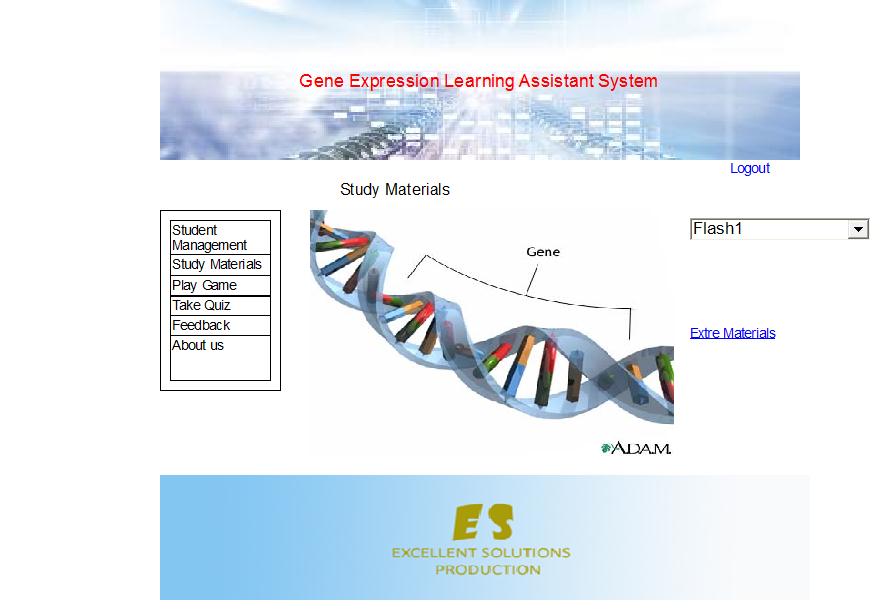 Gene Expression Learning Assistant System
Logout
Study Materials
Student
Management
Study Materials
Play Game
Take Quiz
Feedback
About us
Gene
Flash1
Extre Materials
A.D.A.M.
ES
EXCELLENT SOLUTIONS
PRODUCTION